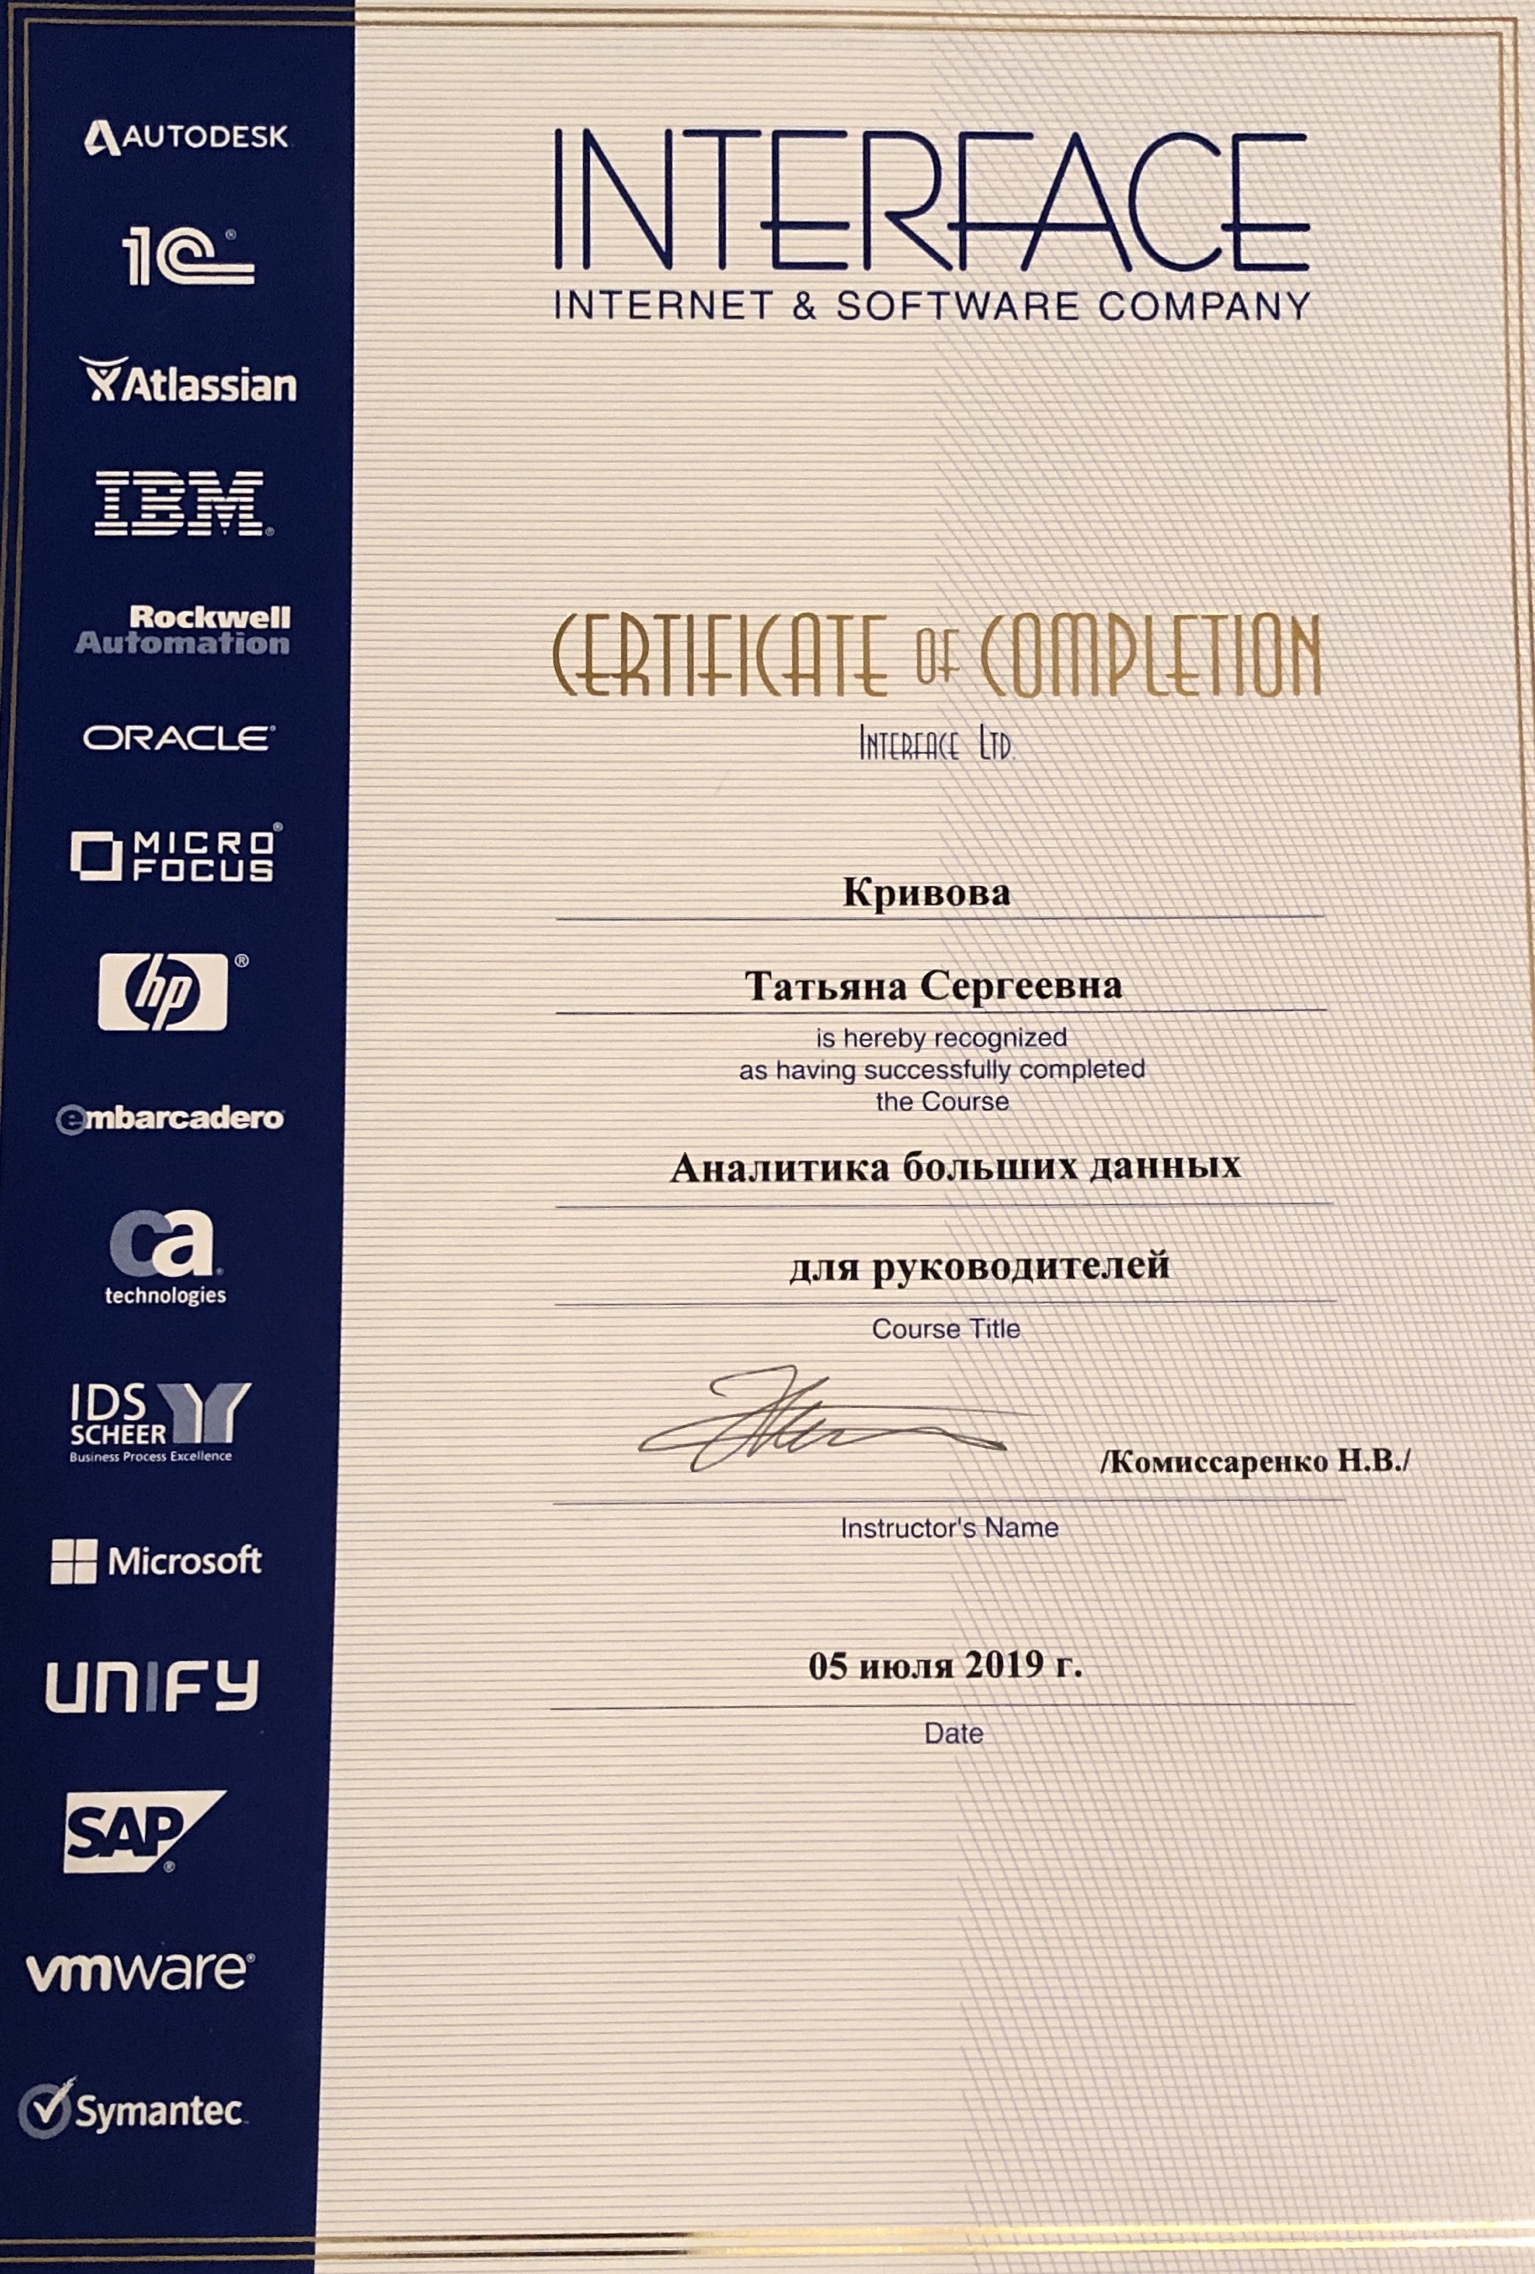 AUTODESK
1C®
Atlassian
IBM®
Rockwell
Automation
ORACLE®
MICRO®
FOCUS
hp®
embarcadero
ca
technologies
IDS
SCHEER
Business Process Excellence
Microsoft
UNIFY
SAP®
vmware®
Symantec
INTERFACE
INTERNET & SOFTWARE COMPANY
CERTIFICATE OF COMPLETION
INTERFACE LTD.
Кривова
Татьяна Сергеевна
is hereby recognized
as having successfully completed
the Course
Аналитика больших данных
для руководителей
Course Title
/Комиссаренко Н.В./
Instructor's Name
05 июля 2019 г.
Date